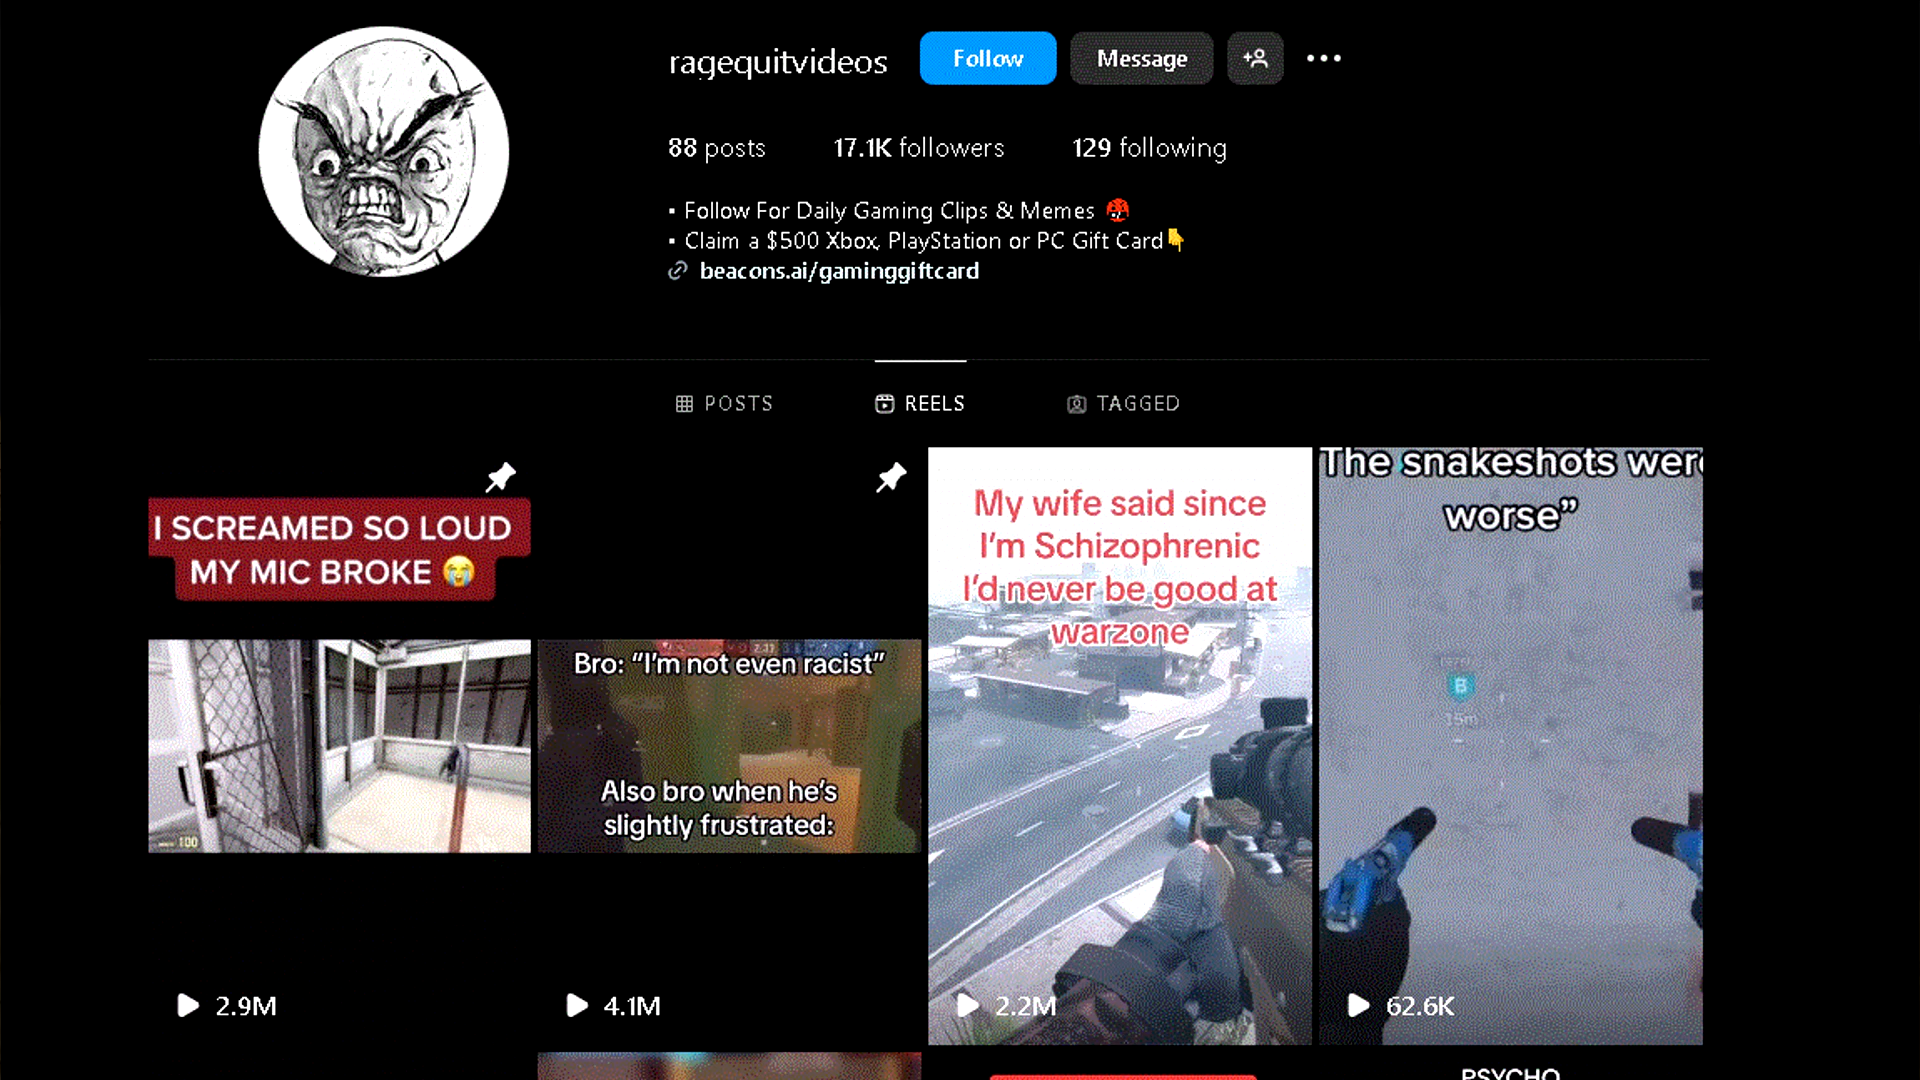 ragequitvideos Follow Message
88 posts 17.1K followers 129 following
▪ Follow For Daily Gaming Clips & Memes 👹
▪ Claim a $500 Xbox, PlayStation or PC Gift Card👇
beacons.ai/gaminggiftcard
POSTS REELS TAGGED
I SCREAMED SO LOUD
MY MIC BROKE 😭
100
2.9M
Bro: “I’m not even racist”
Also bro when he’s
slightly frustrated:
4.1M
My wife said since
I’m Schizophrenic
I’d never be good at
warzone
2.2M
The snakeshots were
worse”
B
15m
62.6K
PSYCHO